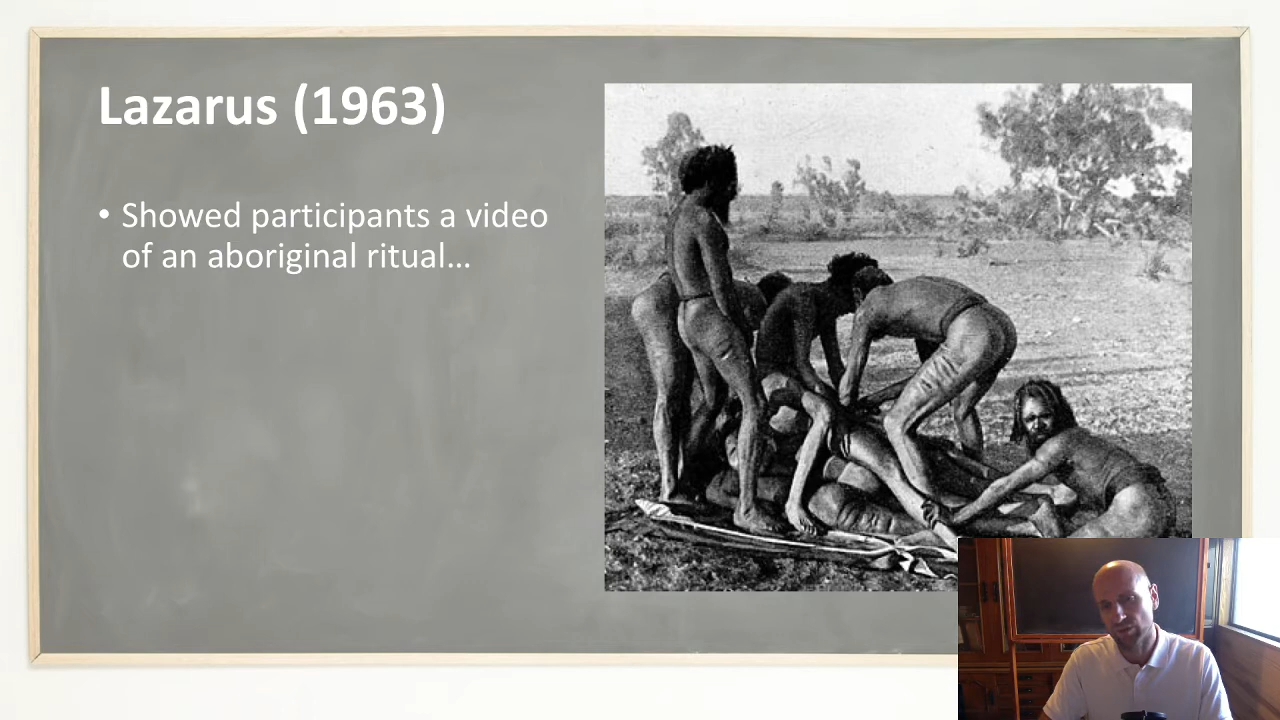 Lazarus (1963)
• Showed participants a video
of an aboriginal ritual...